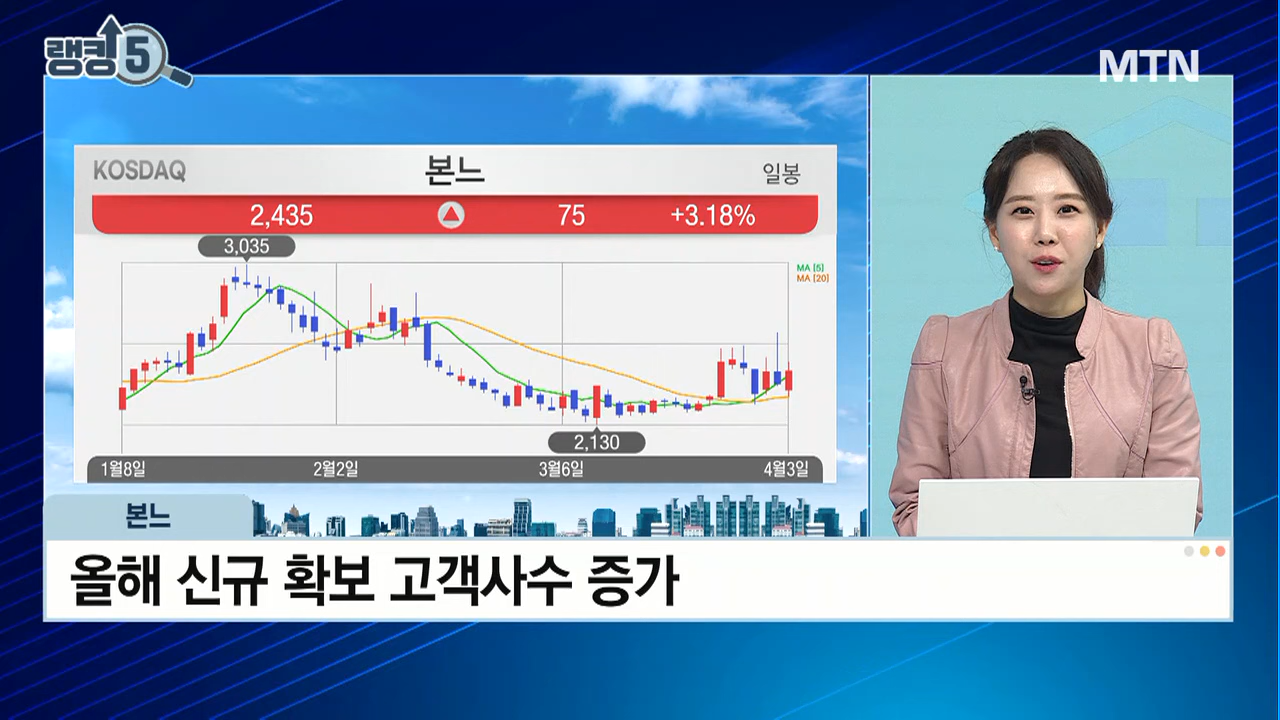 랭킹5
MTN
KOSDAQ 본느 일봉
2,435 75 +3.18%
3,035
MA [5]
MA [20]
2,130
1월8일 2월2일 3월6일 4월3일
본느
올해 신규 확보 고객사수 증가